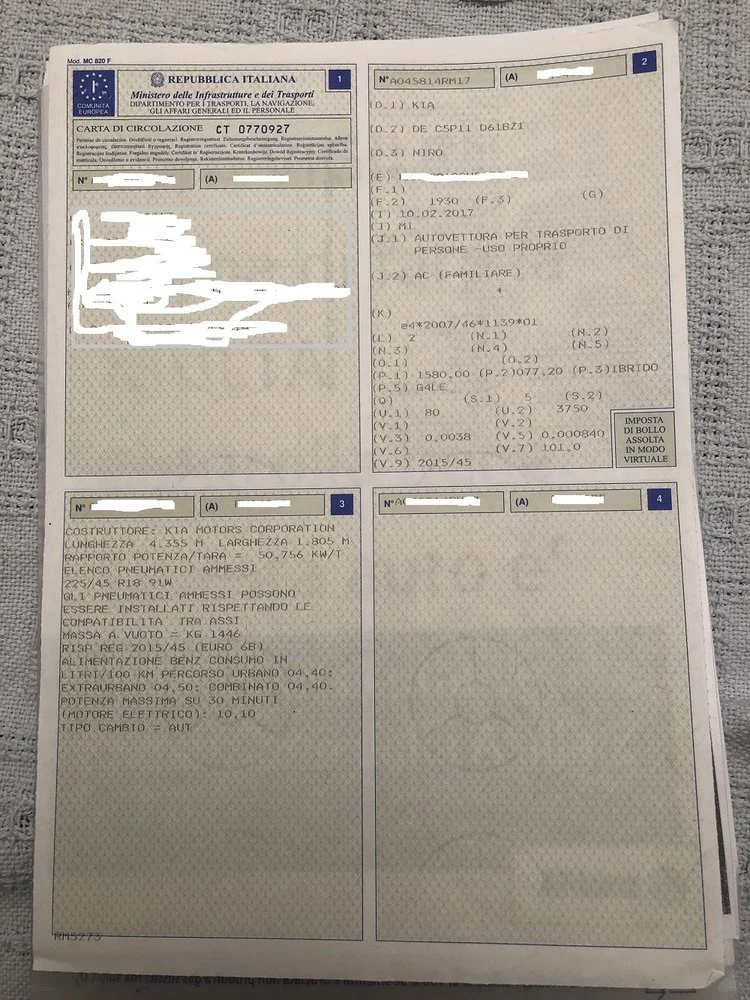 Mod. MC 820 F
COMUNITÀ
EUROPEA
REPUBBLICA ITALIANA
1
Ministero delle Infrastrutture e dei Trasporti
DIPARTIMENTO PER I TRASPORTI, LA NAVIGAZIONE,
GLI AFFARI GENERALI ED IL PERSONALE
CARTA DI CIRCOLAZIONE CT 0770927
N° (A)
2
N°A045814RM17 (A)
(D.1) KIA
(D.2) DE C5P11 D61BZ1
(D.3) NIRO
(E)
(F.1)
(F.2) 1930 (F.3) (G)
(I) 10.02.2017
(J) M1
(J.1) AUTOVETTURA PER TRASPORTO DI
PERSONE -USO PROPRIO
(J.2) AC (FAMILIARE)
(K)
e4*2007/46*1139*01
(L) 2 (N.1) (N.2)
(N.3) (N.4) (N.5)
(O.1) (O.2)
(P.1) 1580,00 (P.2)077,20 (P.3)IBRIDO
(P.5) G4LE
(Q) (S.1) 5 (S.2)
(U.1) 80 (U.2) 3750
(V.1) (V.2)
(V.3) 0,0038 (V.5) 0,000840
(V.6) (V.7) 101,0
(V.9) 2015/45
IMPOSTA
DI BOLLO
ASSOLTA
IN MODO
VIRTUALE
N° (A) 3
COSTRUTTORE: KIA MOTORS CORPORATION
LUNGHEZZA 4.355 M LARGHEZZA 1.805 M
RAPPORTO POTENZA/TARA = 50,756 KW/T
ELENCO PNEUMATICI AMMESSI
225/45 R18 91W
GLI PNEUMATICI AMMESSI POSSONO
ESSERE INSTALLATI RISPETTANDO LE
COMPATIBILITA' TRA ASSI
MASSA A VUOTO = KG 1446
RISP REG 2015/45 (EURO 6B)
ALIMENTAZIONE BENZ CONSUMO IN
LITRI/100 KM PERCORSO URBANO 04,40;
EXTRAURBANO 04,50; COMBINATO 04,40.
POTENZA MASSIMA SU 30 MINUTI
(MOTORE ELETTRICO): 10,10
TIPO CAMBIO = AUT
RM5273
N° (A) 4